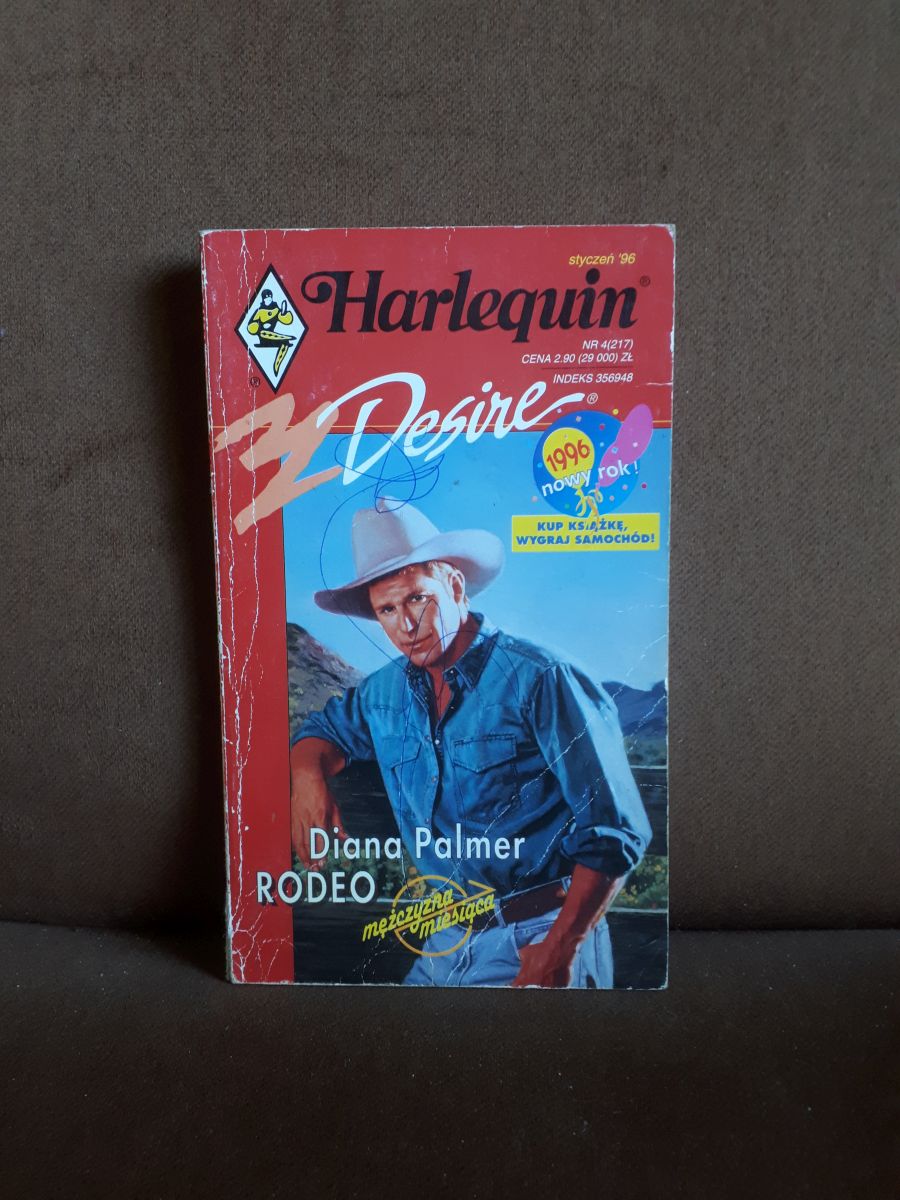 styczeń '96
Harlequin®
NR 4(217)
CENA 2.90 (29 000) ZŁ
INDEKS 356948
®
Desire®
1996
nowy rok!
KUP KSIĄŻKĘ,
WYGRAJ SAMOCHÓD!
Diana Palmer
RODEO
mężczyzna
miesiąca